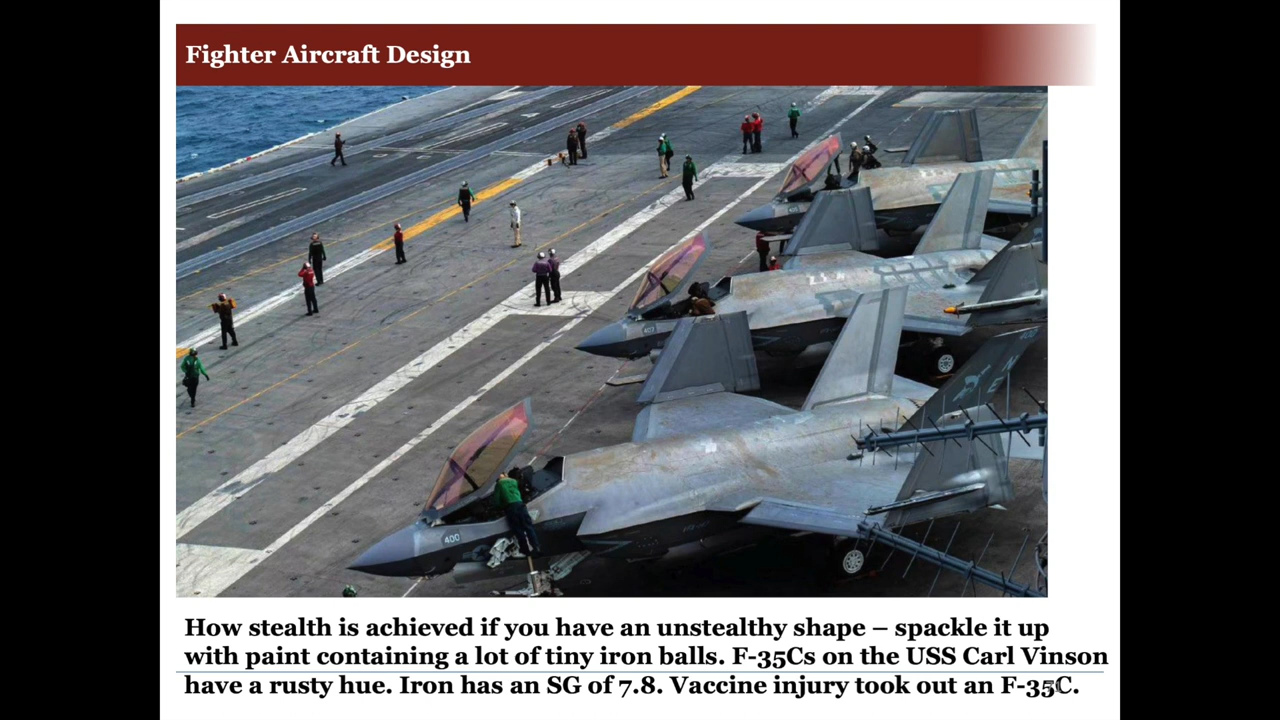 Fighter Aircraft Design
400
How stealth is achieved if you have an unstealthy shape – spackle it up
with paint containing a lot of tiny iron balls. F-35Cs on the USS Carl Vinson
have a rusty hue. Iron has an SG of 7.8. Vaccine injury took out an F-35C.